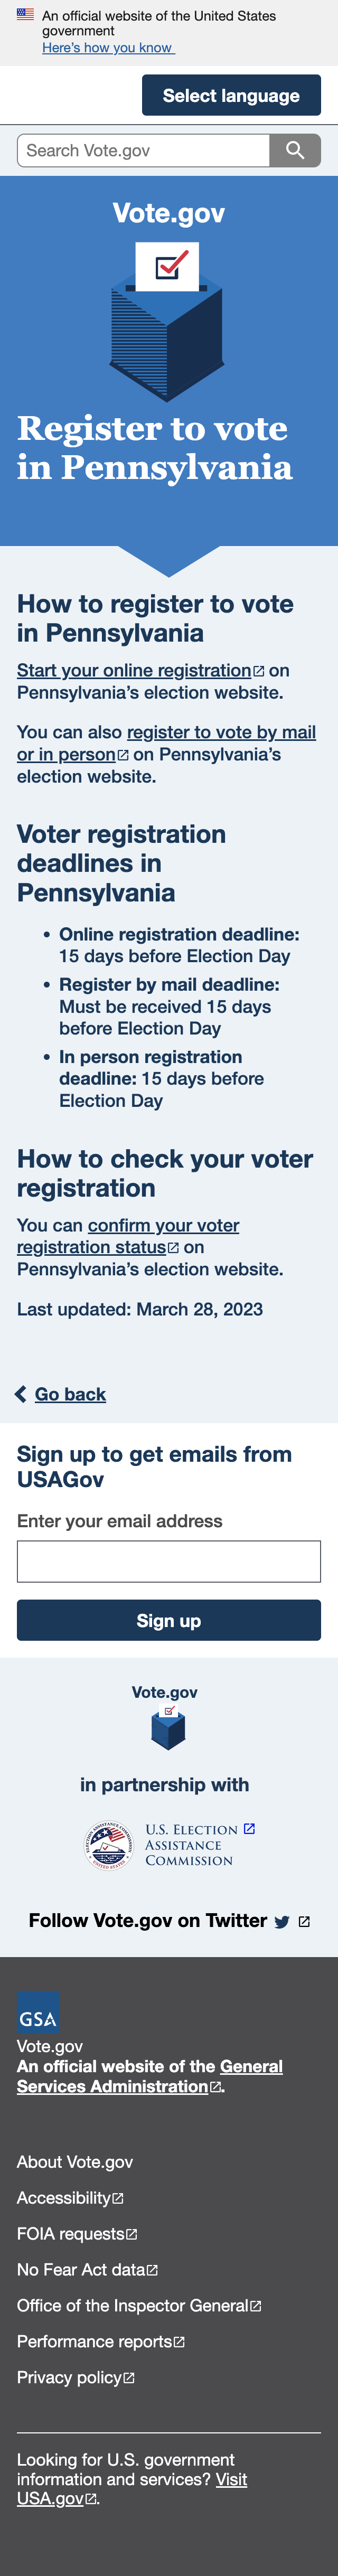 An official website of the United States
government
Here’s how you know
Select language
Search Vote.gov
Vote.gov
Register to vote
in Pennsylvania
How to register to vote
in Pennsylvania
Start your online registration on
Pennsylvania’s election website.
You can also register to vote by mail
or in person on Pennsylvania’s
election website.
Voter registration
deadlines in
Pennsylvania
• Online registration deadline:
15 days before Election Day
• Register by mail deadline:
Must be received 15 days
before Election Day
• In person registration
deadline: 15 days before
Election Day
How to check your voter
registration
You can confirm your voter
registration status on
Pennsylvania’s election website.
Last updated: March 28, 2023
Go back
Sign up to get emails from
USAGov
Enter your email address
Sign up
Vote.gov
in partnership with
U.S. ELECTION
ASSISTANCE
COMMISSION
Follow Vote.gov on Twitter
GSA
Vote.gov
An official website of the General
Services Administration.
About Vote.gov
Accessibility
FOIA requests
No Fear Act data
Office of the Inspector General
Performance reports
Privacy policy
Looking for U.S. government
information and services? Visit
USA.gov.